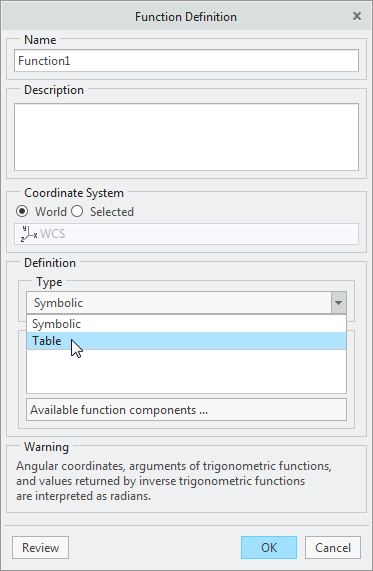 Function Definition
Name
Function1
Description
Coordinate System
World Selected
y
z x WCS
Definition
Type
Symbolic
Symbolic
Table
Available function components ...
Warning
Angular coordinates, arguments of trigonometric functions,
and values returned by inverse trigonometric functions
are interpreted as radians.
Review OK Cancel